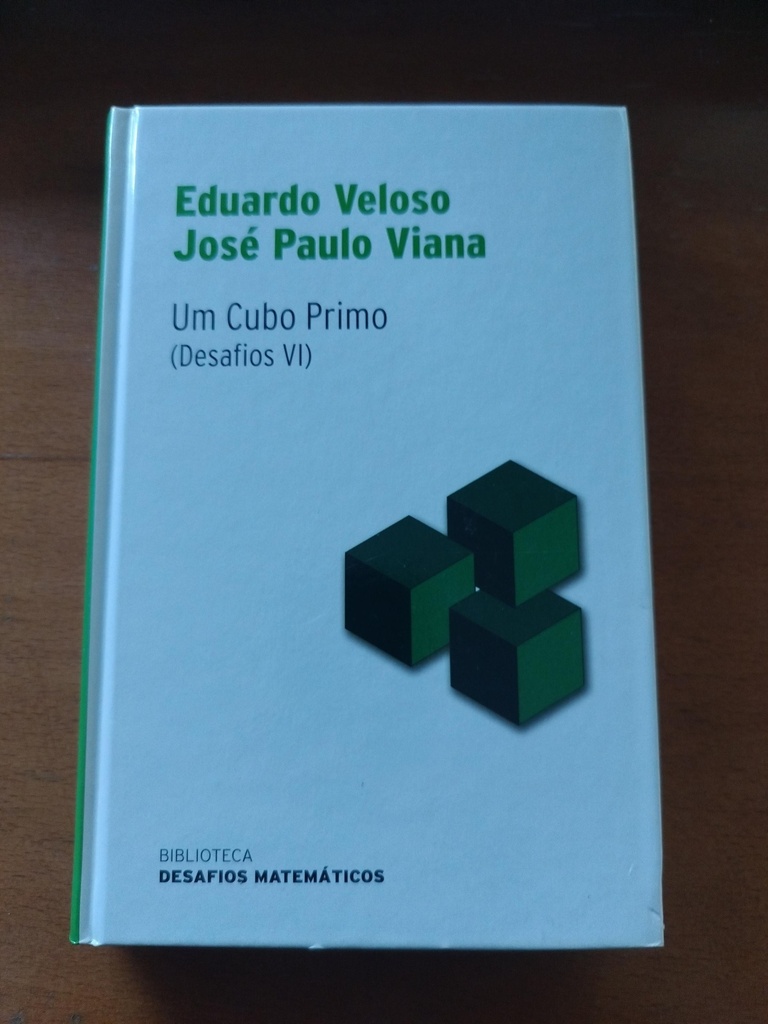 Eduardo Veloso
José Paulo Viana
Um Cubo Primo
(Desafios VI)
BIBLIOTECA
DESAFIOS MATEMÁTICOS